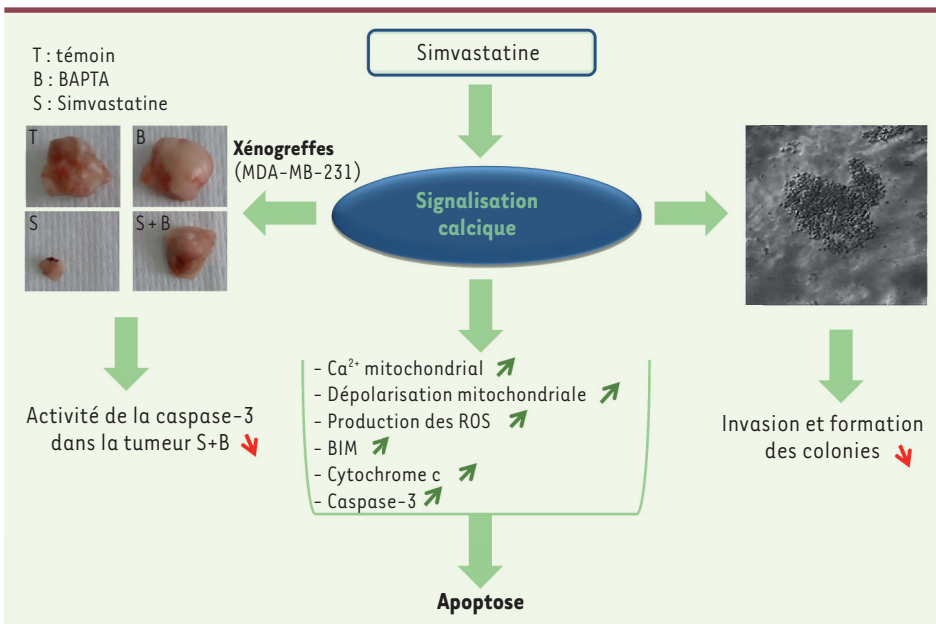 Simvastatine
T : témoin
B : BAPTA
S : Simvastatine
T
B
S
S + B
Xénogreffes
(MDA-MB-231)
Signalisation
calcique
- Ca²⁺ mitochondrial
- Dépolarisation mitochondriale
- Production des ROS
- BIM
- Cytochrome c
- Caspase-3
Activité de la caspase-3
dans la tumeur S+B
Invasion et formation
des colonies
Apoptose